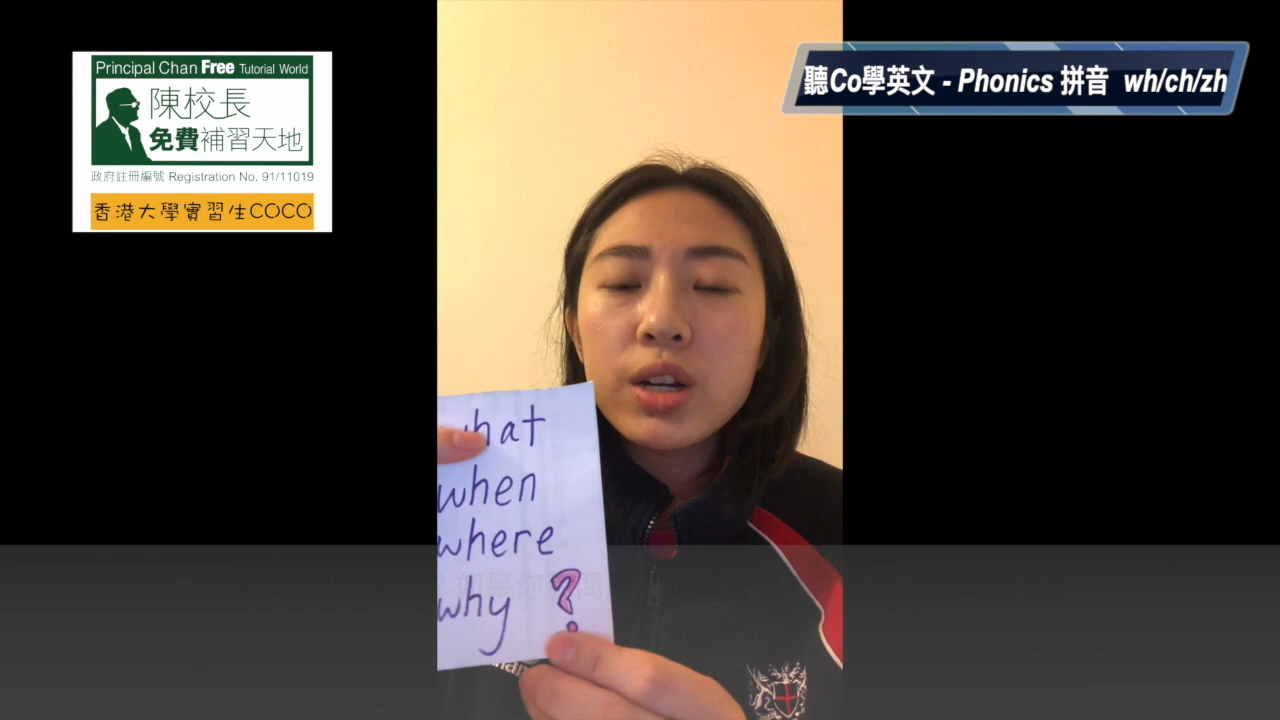 Principal Chan Free Tutorial World
陳校長
免費補習天地
政府註冊編號 Registration No. 91/11019
香港大學實習生COCO
聽Co學英文 - Phonics 拼音 wh/ch/zh
what
when
where
why ?